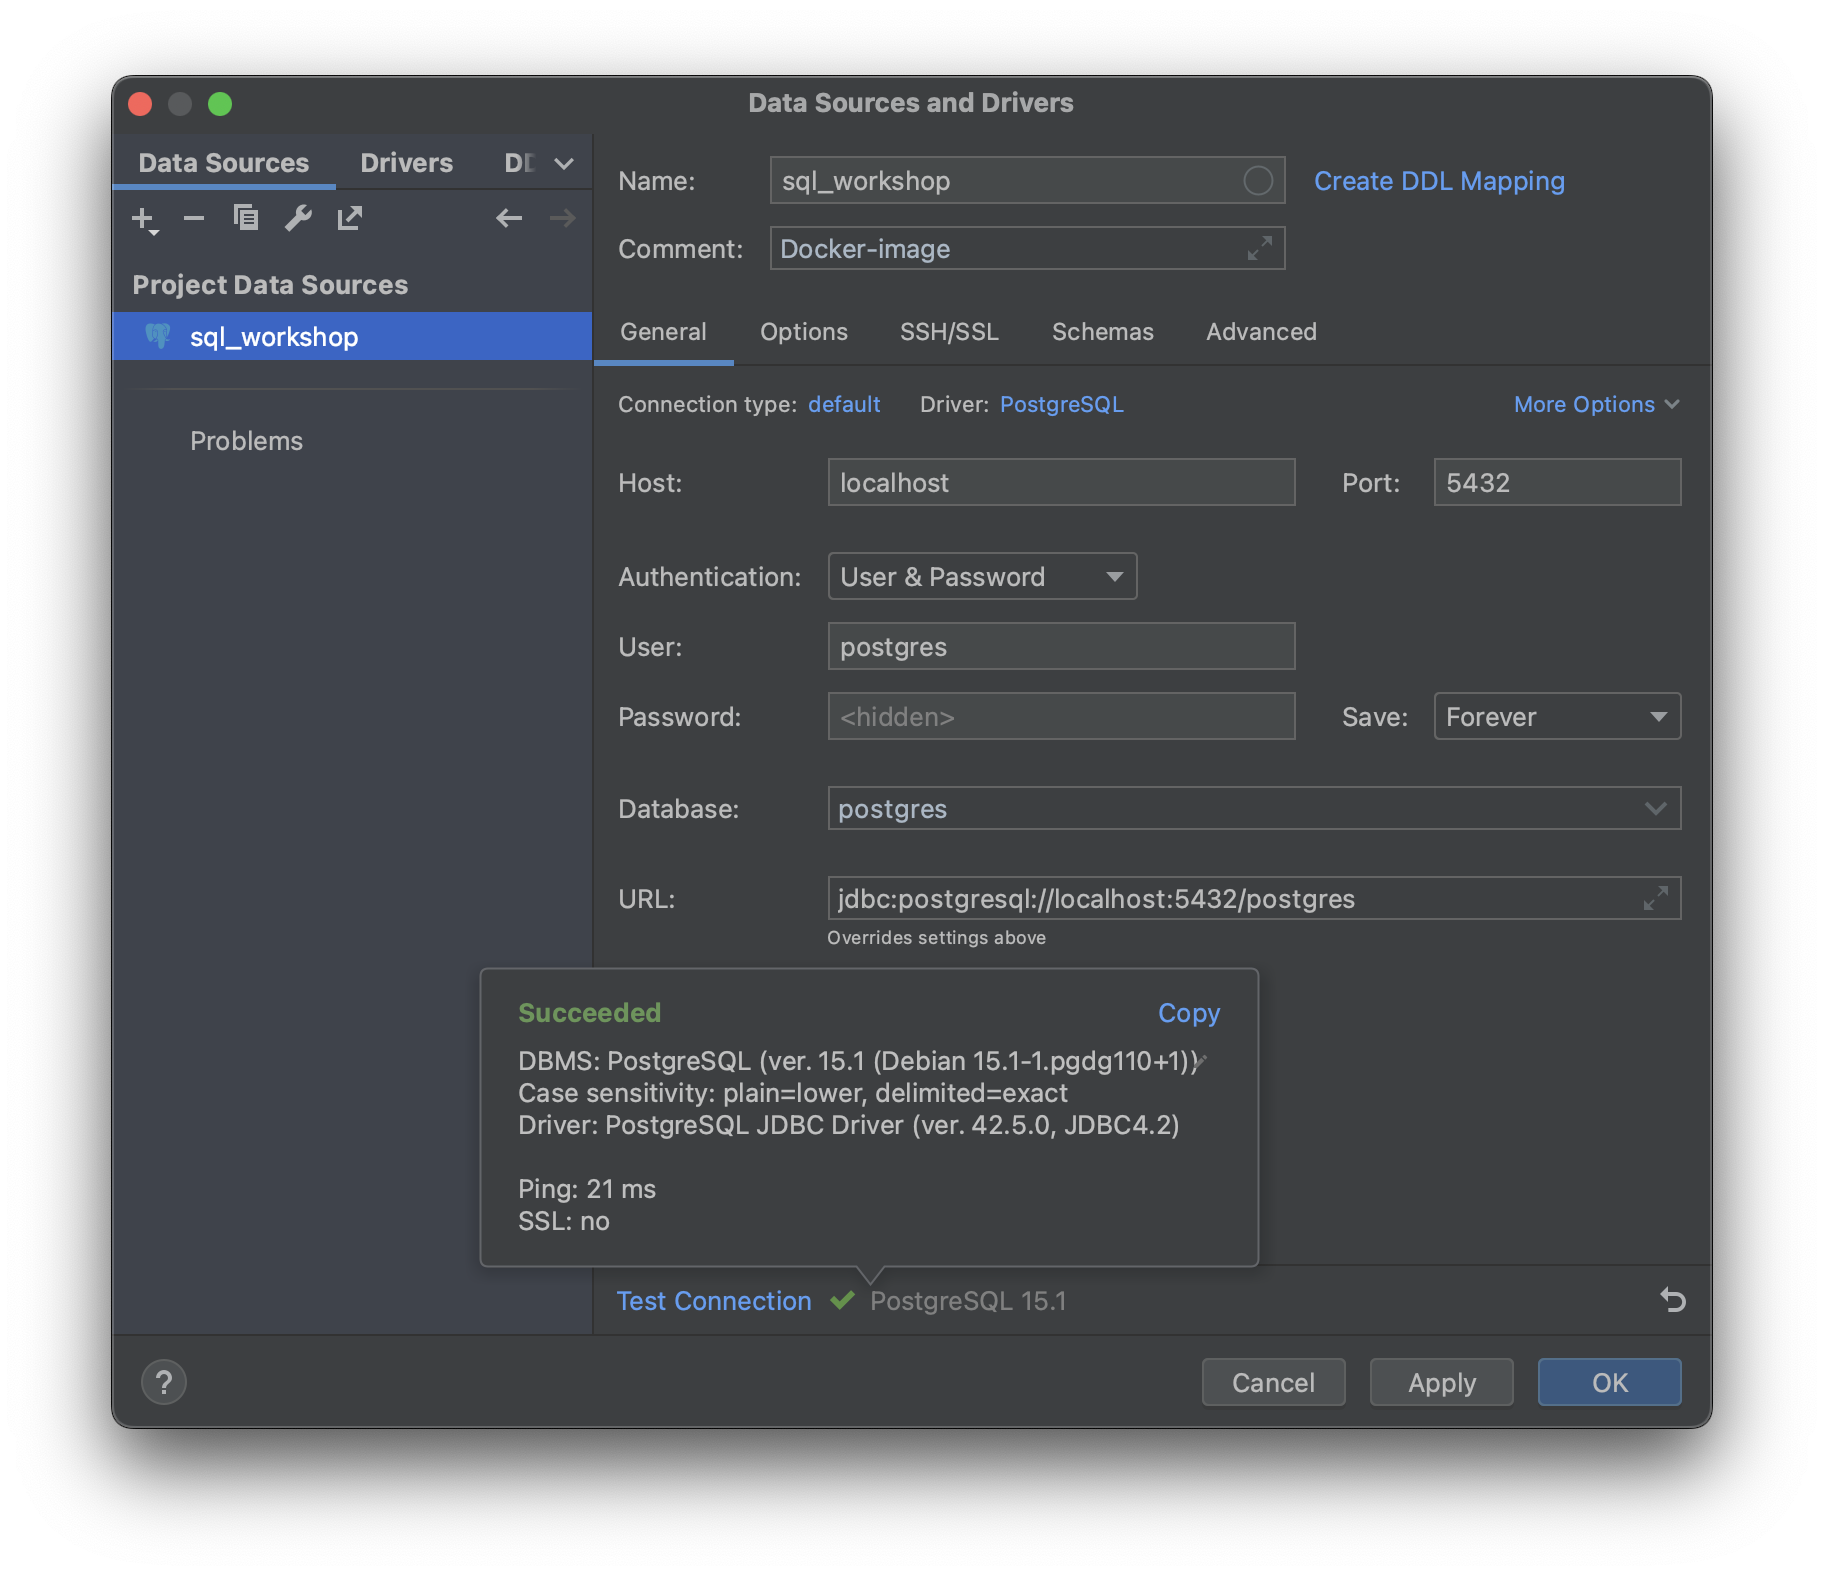 Data Sources and Drivers
Data Sources Drivers
Project Data Sources
sql_workshop
Problems
Name: sql_workshop Create DDL Mapping
Comment: Docker-image
General Options SSH/SSL Schemas Advanced
Connection type: default Driver: PostgreSQL More Options
Host: localhost Port: 5432
Authentication: User & Password
User: postgres
Password: <hidden> Save: Forever
Database: postgres
URL: jdbc:postgresql://localhost:5432/postgres
Overrides settings above
Succeeded Copy
DBMS: PostgreSQL (ver. 15.1 (Debian 15.1-1.pgdg110+1))
Case sensitivity: plain=lower, delimited=exact
Driver: PostgreSQL JDBC Driver (ver. 42.5.0, JDBC4.2)
Ping: 21 ms
SSL: no
Test Connection PostgreSQL 15.1
? Cancel Apply OK